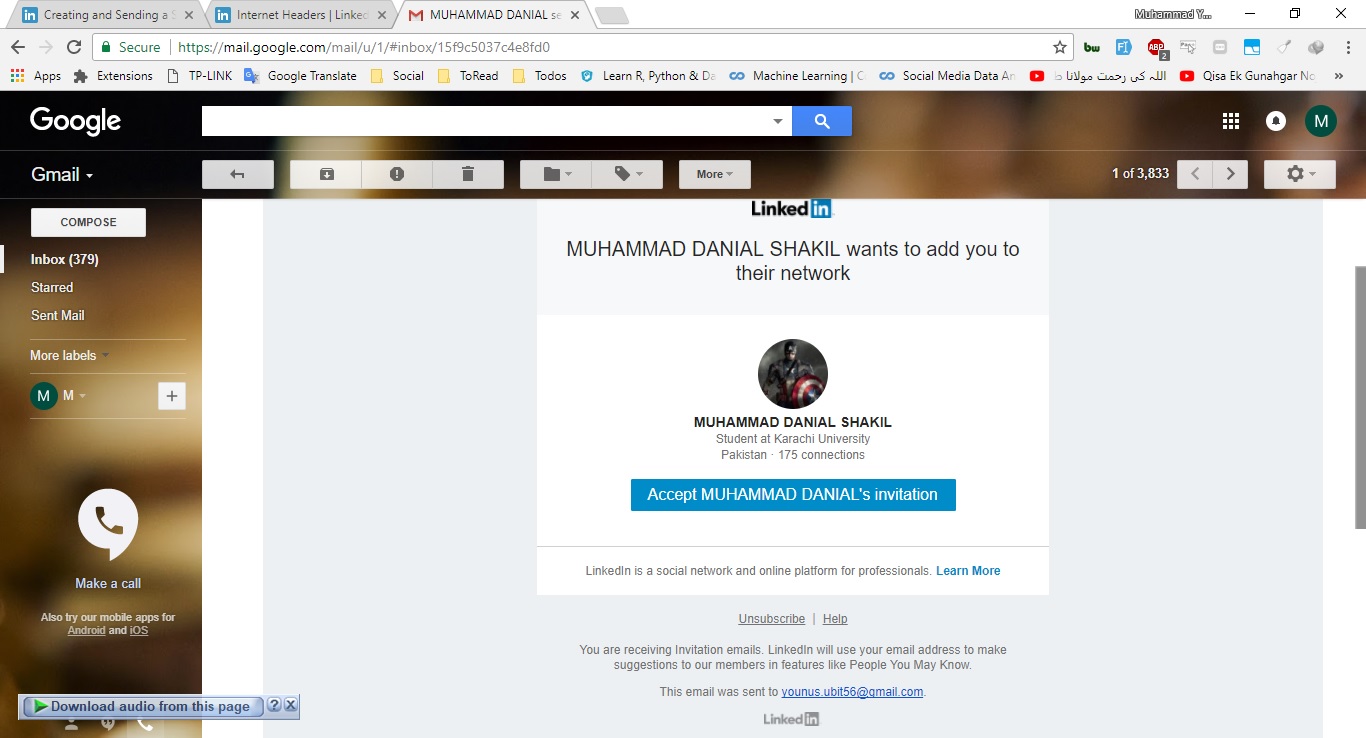 Creating and Sending a S
Internet Headers | Linked
MUHAMMAD DANIAL se
Muhammad Y...
Secure
https://mail.google.com/mail/u/1/#inbox/15f9c5037c4e8fd0
bw
ABP
2
Apps
Extensions
TP-LINK
Google Translate
Social
ToRead
Todos
Learn R, Python & Da
Machine Learning | C
Social Media Data An
اللہ کی رحمت مولانا ط
Qisa Ek Gunahgar No
»
Google
M
Gmail
More
1 of 3,833
COMPOSE
Inbox (379)
Starred
Sent Mail
More labels
M
M
+
Make a call
Also try our mobile apps for
Android and iOS
Download audio from this page
?
X
Linked in
MUHAMMAD DANIAL SHAKIL wants to add you to
their network
MUHAMMAD DANIAL SHAKIL
Student at Karachi University
Pakistan · 175 connections
Accept MUHAMMAD DANIAL's invitation
LinkedIn is a social network and online platform for professionals. Learn More
Unsubscribe | Help
You are receiving Invitation emails. LinkedIn will use your email address to make
suggestions to our members in features like People You May Know.
This email was sent to younus.ubit56@gmail.com.
Linked in